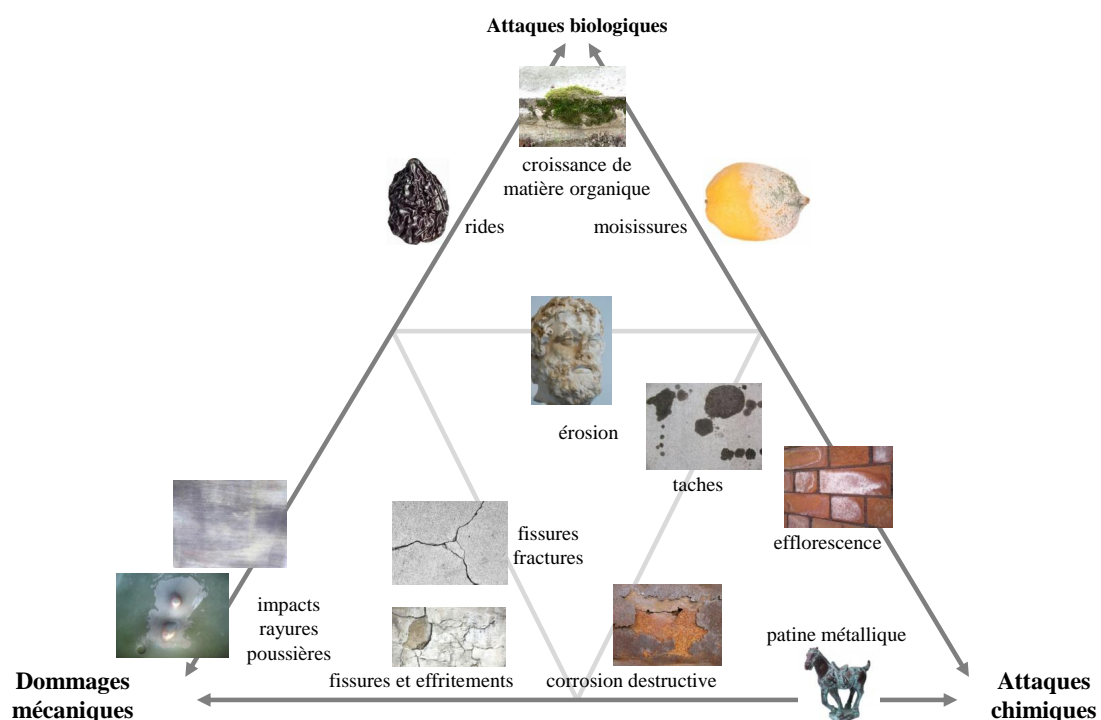 Attaques biologiques
croissance de
matière organique
rides
moisissures
érosion
taches
fissures
fractures
efflorescence
impacts
rayures
poussières
patine métallique
fissures et effritements
corrosion destructive
Dommages
mécaniques
Attaques
chimiques